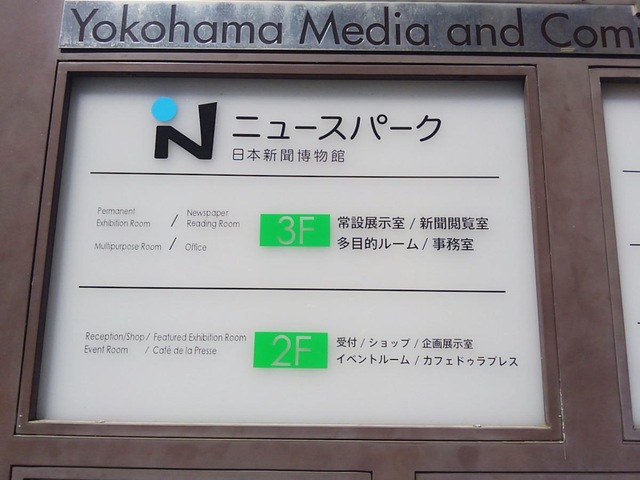 Yokohama Media and Com
ニュースパーク
日本新聞博物館
Permanent Exhibition Room / Newspaper Reading Room
Multipurpose Room / Office
3F
常設展示室 / 新聞閲覧室
多目的ルーム / 事務室
Reception/Shop / Featured Exhibition Room
Event Room / Café de la Presse
2F
受付 / ショップ / 企画展示室
イベントルーム / カフェドゥラプレス